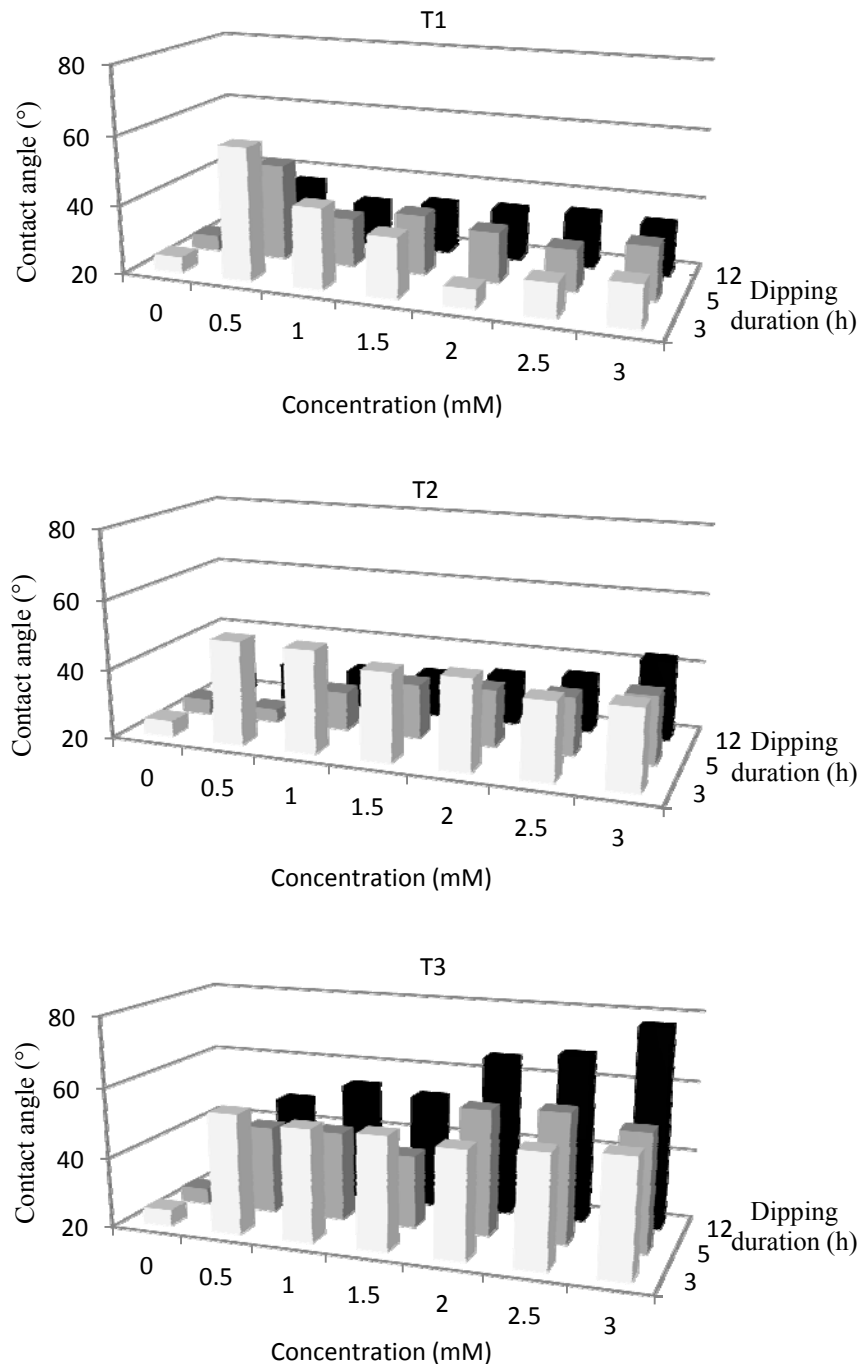 T1
80
60
40
20
Contact angle (°)
0
0.5
1
1.5
2
2.5
3
Concentration (mM)
12
5
3
Dipping
duration (h)
T2
80
60
40
20
Contact angle (°)
0
0.5
1
1.5
2
2.5
3
Concentration (mM)
12
5
3
Dipping
duration (h)
T3
80
60
40
20
Contact angle (°)
0
0.5
1
1.5
2
2.5
3
Concentration (mM)
12
5
3
Dipping
duration (h)